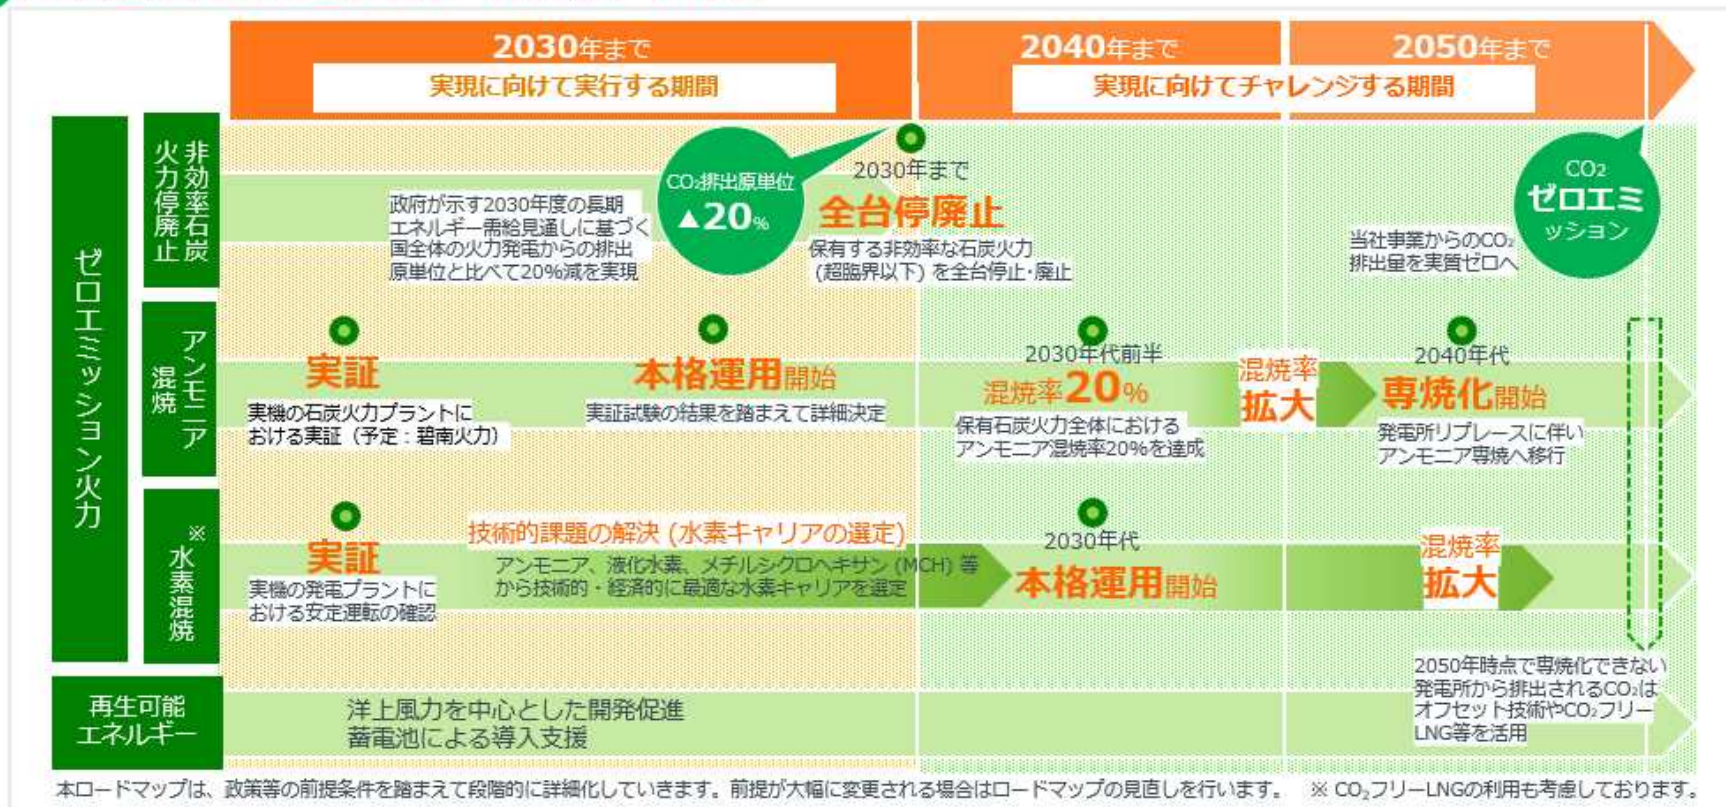 2030年まで
実現に向けて実行する期間
2040年まで
2050年まで
実現に向けてチャレンジする期間
ゼロエミッション火力
非効率石炭
火力停廃止
政府が示す2030年度の長期
エネルギー需給見通しに基づく
国全体の火力発電からの排出
原単位と比べて20%減を実現
CO₂排出原単位
▲20%
2030年まで
全台停廃止
保有する非効率な石炭火力
(超臨界以下) を全台停止・廃止
当社事業からのCO₂
排出量を実質ゼロへ
CO₂
ゼロエミ
ッション
アンモニア
混焼
実証
実機の石炭火力プラントに
おける実証（予定：碧南火力）
本格運用開始
実証試験の結果を踏まえて詳細決定
2030年代前半
混焼率20%
保有石炭火力全体における
アンモニア混焼率20%を達成
混焼率
拡大
2040年代
専焼化開始
発電所リプレースに伴い
アンモニア専焼へ移行
※
水素混焼
実証
実機の発電プラントに
おける安定運転の確認
技術的課題の解決 (水素キャリアの選定)
アンモニア、液化水素、メチルシクロヘキサン (MCH) 等
から技術的・経済的に最適な水素キャリアを選定
2030年代
本格運用開始
混焼率
拡大
2050年時点で専焼化できない
発電所から排出されるCO₂は
オフセット技術やCO₂フリー
LNG等を活用
再生可能
エネルギー
洋上風力を中心とした開発促進
蓄電池による導入支援
本ロードマップは、政策等の前提条件を踏まえて段階的に詳細化していきます。前提が大幅に変更される場合はロードマップの見直しを行います。 ※ CO₂フリーLNGの利用も考慮しております。